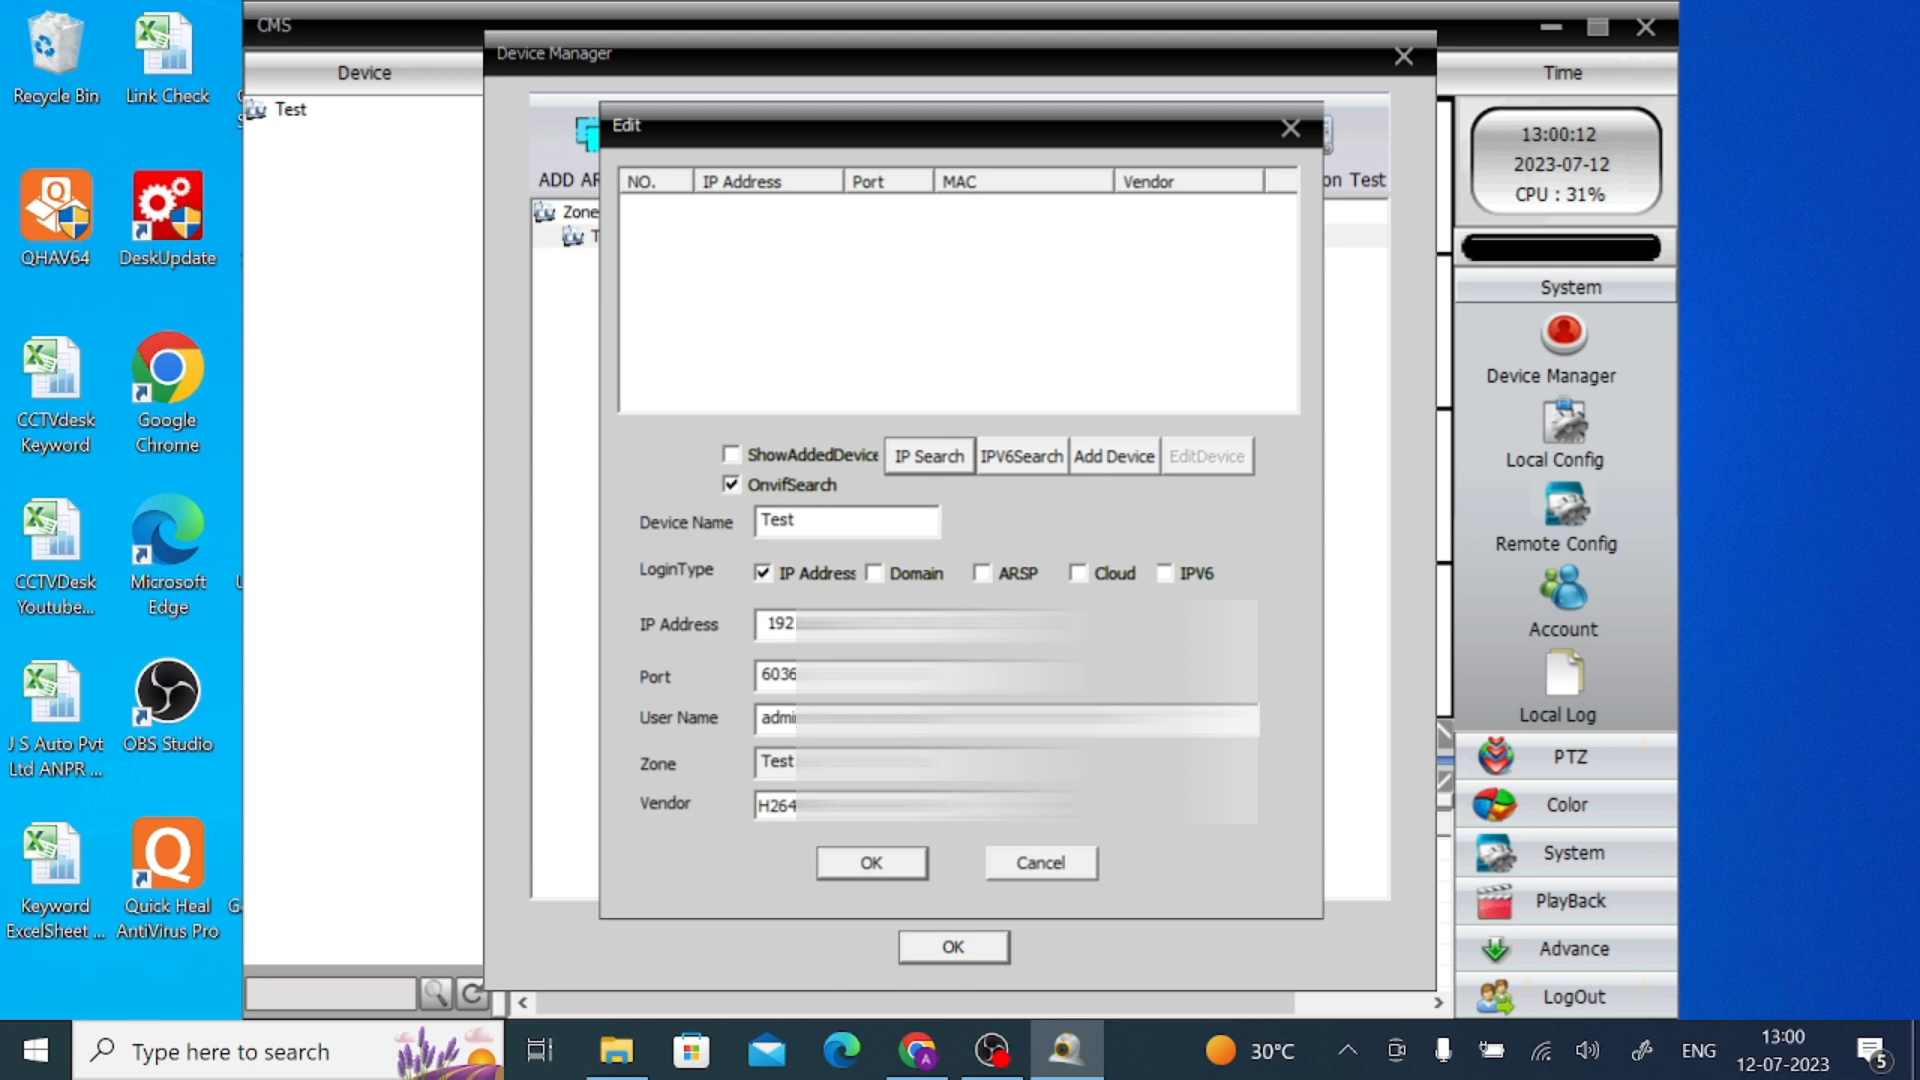 Recycle Bin
Link Check
QHAV64
DeskUpdate
CCTVdesk
Keyword
Google
Chrome
CCTVDesk
Youtube...
Microsoft
Edge
J S Auto Pvt
Ltd ANPR ...
OBS Studio
Keyword
ExcelSheet ...
Quick Heal
AntiVirus Pro
CMS
Device
Test
Device Manager
ADD AR
on Test
Zone
T
Edit
NO. IP Address Port MAC Vendor
ShowAddedDevice IP Search IPV6Search Add Device EditDevice
OnvifSearch
Device Name Test
LoginType IP Address Domain ARSP Cloud IPV6
IP Address 192
Port 6036
User Name admi
Zone Test
Vendor H264
OK Cancel
OK
Time
13:00:12
2023-07-12
CPU : 31%
System
Device Manager
Local Config
Remote Config
Account
Local Log
PTZ
Color
System
PlayBack
Advance
LogOut
Type here to search
30°C
ENG
13:00
12-07-2023
5